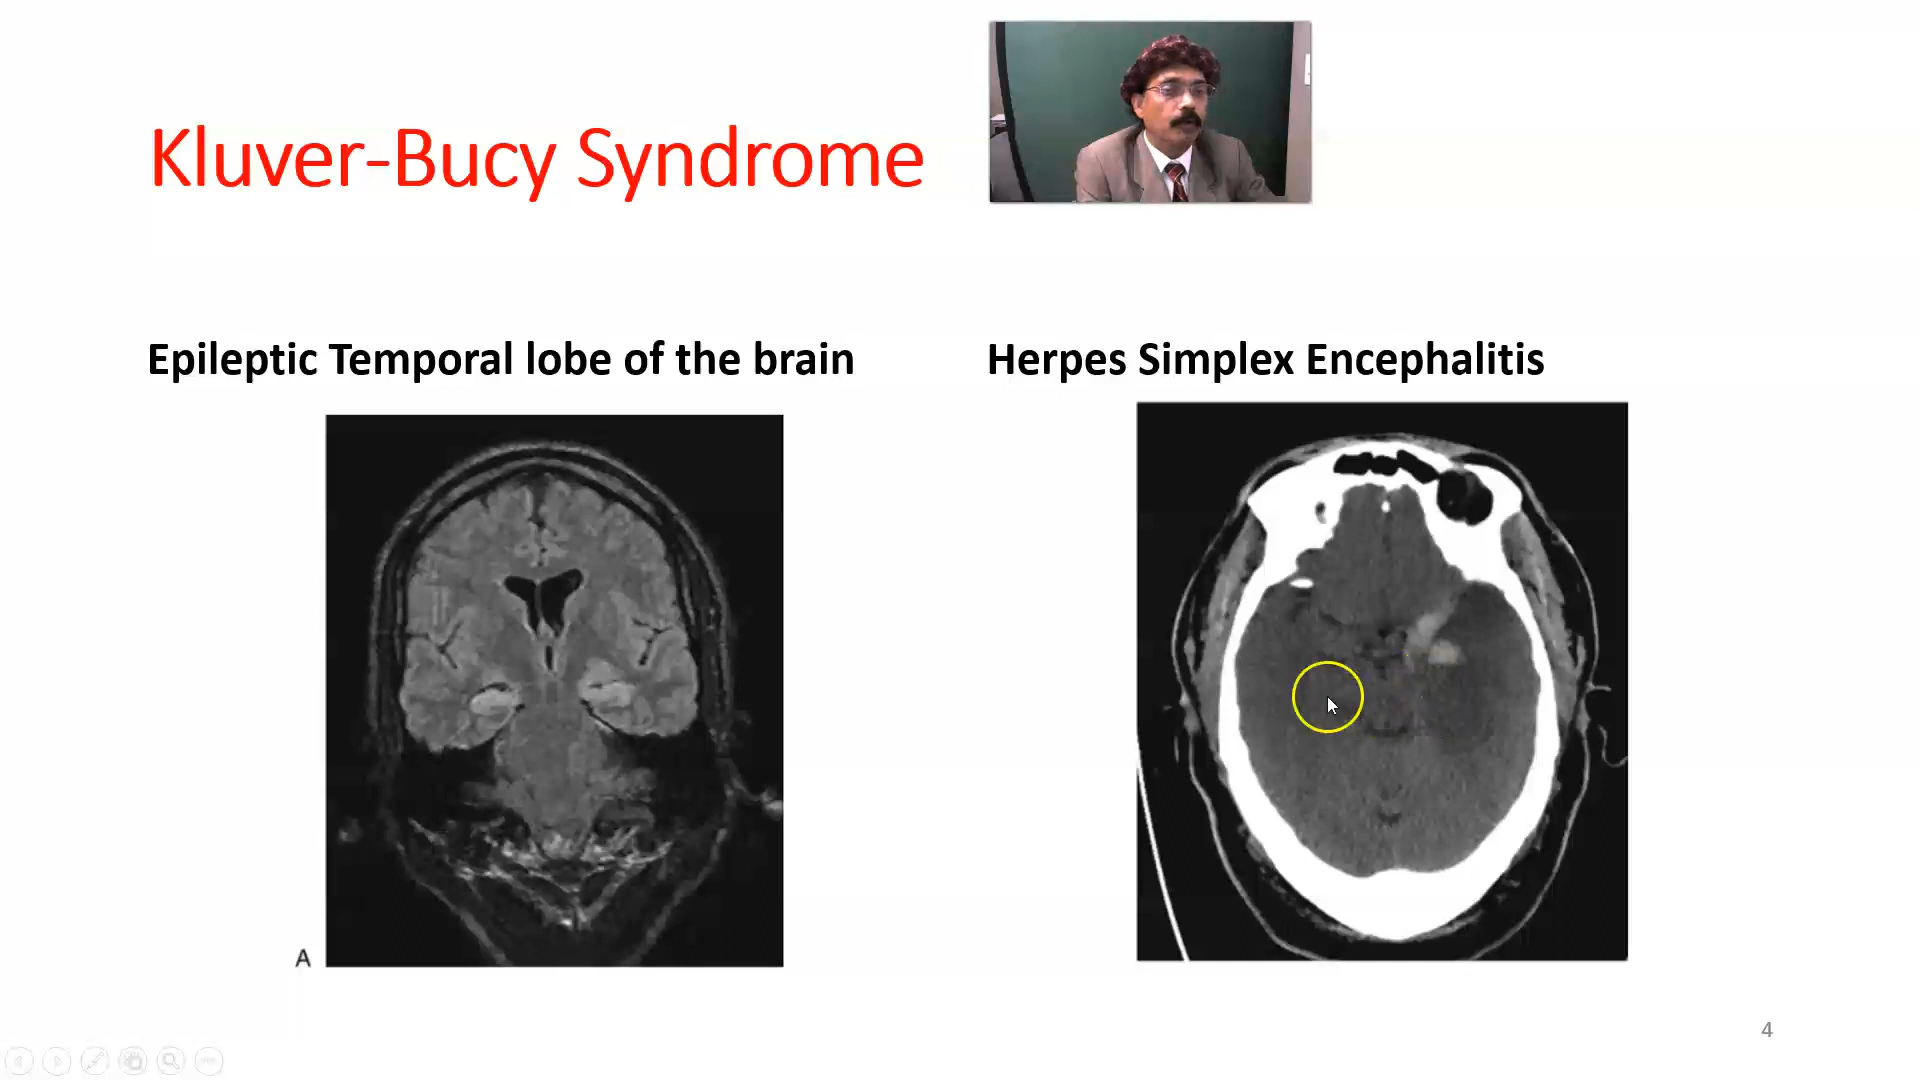 Kluver-Bucy Syndrome
Epileptic Temporal lobe of the brain
Herpes Simplex Encephalitis
A
4